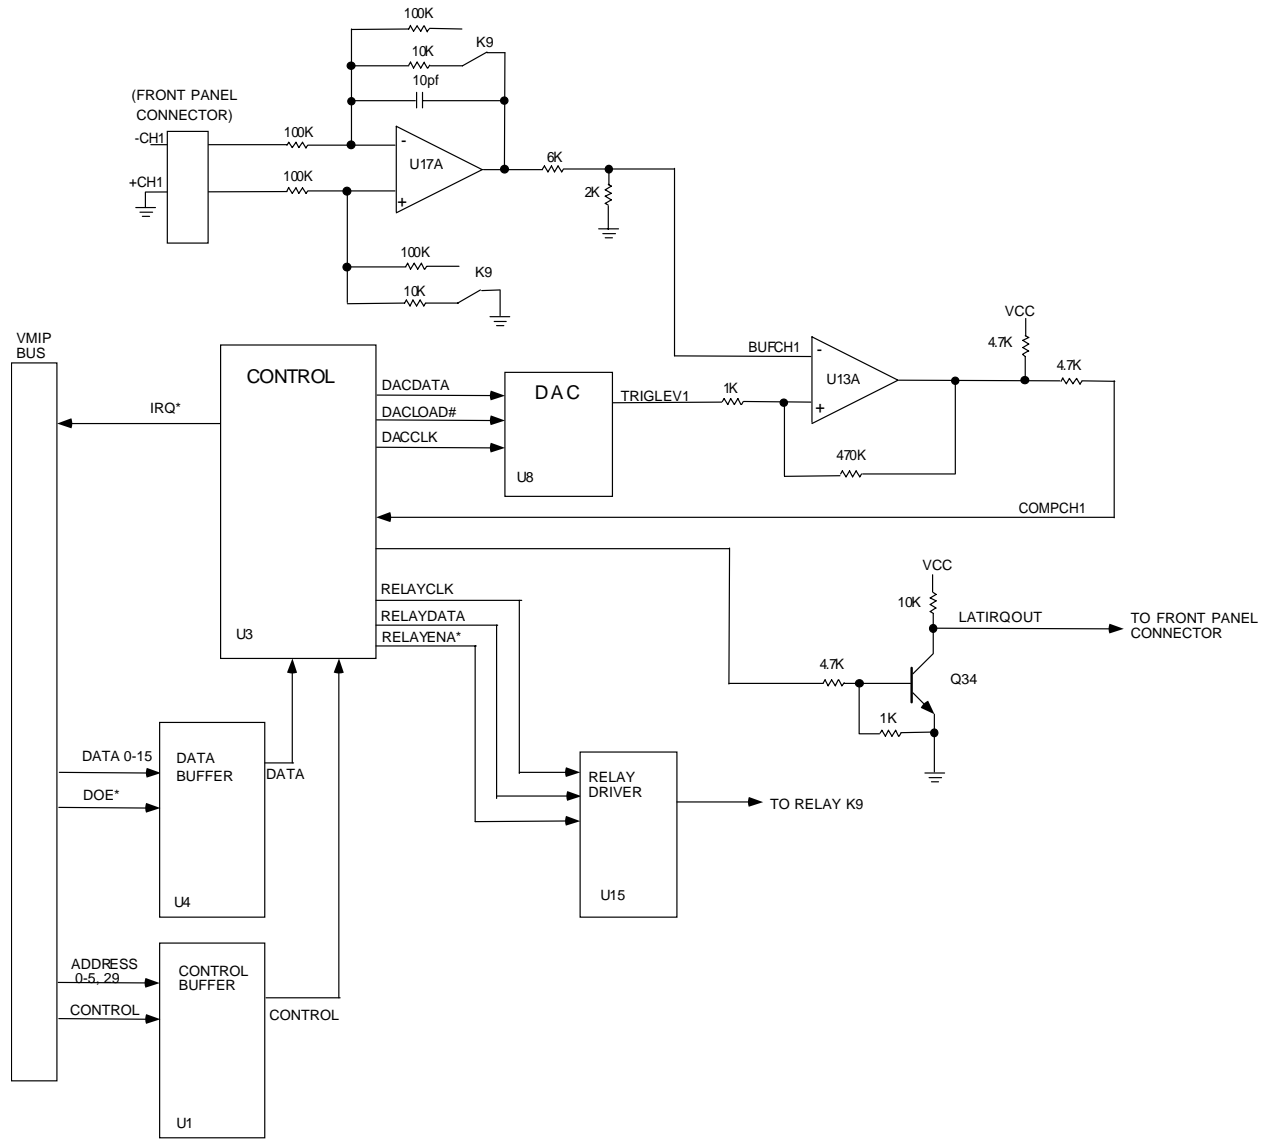 100K
K9
10K
10pf
(FRONT PANEL
CONNECTOR)
-CH1
100K
-
U17A
6K
+CH1
100K
+
2K
100K
K9
10K
VMIP
BUS
VCC
4.7K
4.7K
BUFCH1
-
U13A
CONTROL
DACDATA
DAC
TRIGLEV1
1K
+
IRQ*
DACLOAD#
DACCLK
470K
U8
COMPCH1
VCC
RELAYCLK
10K
RELAYDATA
LATIRQOUT
TO FRONT PANEL
CONNECTOR
U3
RELAYENA*
4.7K
Q34
1K
DATA 0-15
DATA
BUFFER
DATA
RELAY
DRIVER
DOE*
TO RELAY K9
U4
U15
ADDRESS
0-5, 29
CONTROL
BUFFER
CONTROL
CONTROL
U1